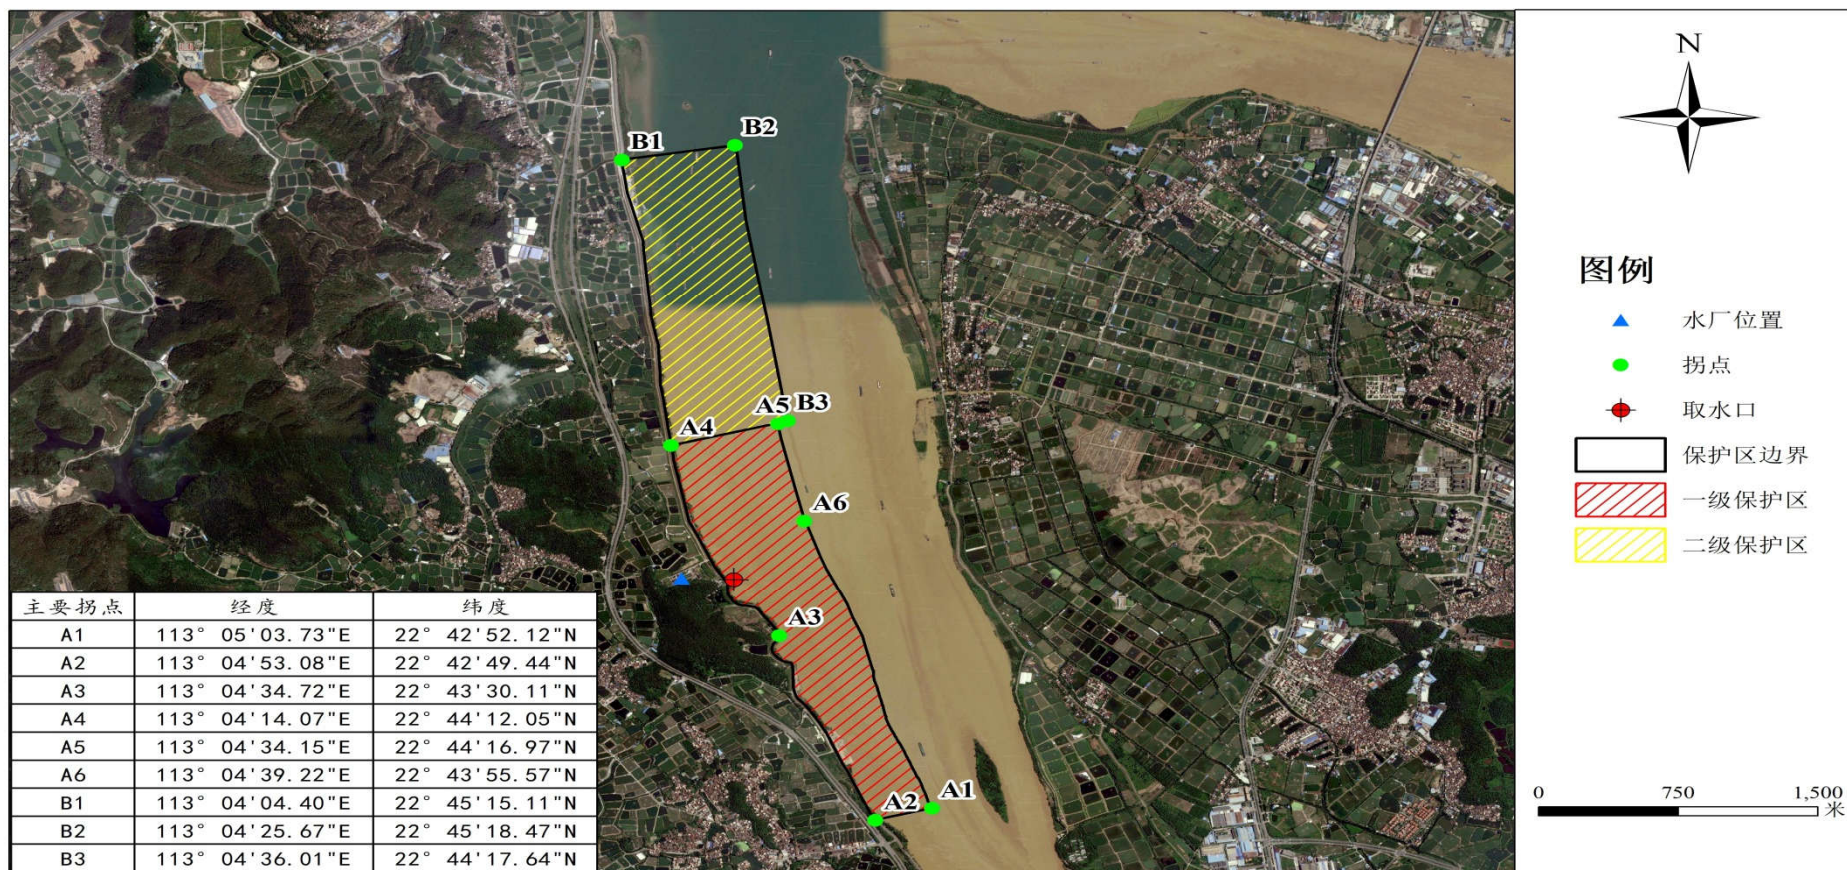 N
B1
B2
A5
B3
A4
A6
A3
A2
A1
图例
水厂位置
拐点
取水口
保护区边界
一级保护区
二级保护区
0 750 1,500
米
主要拐点 经度 纬度
A1 113° 05'03.73"E 22° 42'52.12"N
A2 113° 04'53.08"E 22° 42'49.44"N
A3 113° 04'34.72"E 22° 43'30.11"N
A4 113° 04'14.07"E 22° 44'12.05"N
A5 113° 04'34.15"E 22° 44'16.97"N
A6 113° 04'39.22"E 22° 43'55.57"N
B1 113° 04'04.40"E 22° 45'15.11"N
B2 113° 04'25.67"E 22° 45'18.47"N
B3 113° 04'36.01"E 22° 44'17.64"N